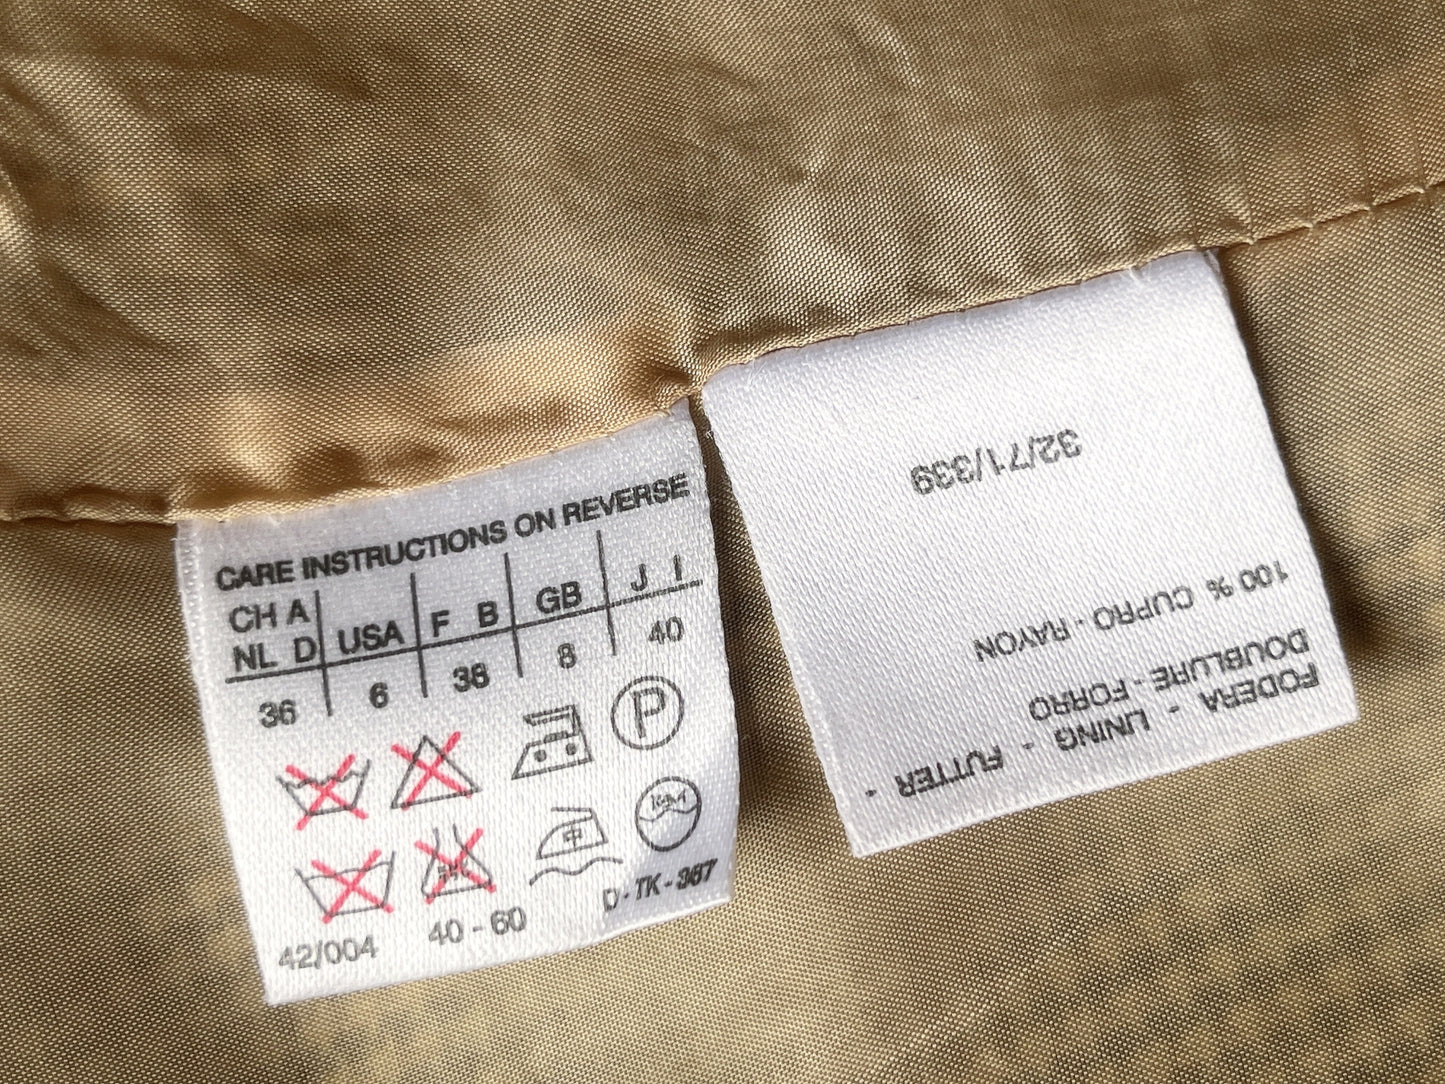 CARE INSTRUCTIONS ON REVERSE
CH A
NL D USA F B GB J I
36 6 38 8 40
P
42/004 40 - 60 D - TK - 387
FODERA - LINING - FUTTER -
DOUBLURE - FORRO
100 % CUPRO - RAYON
32/71/339